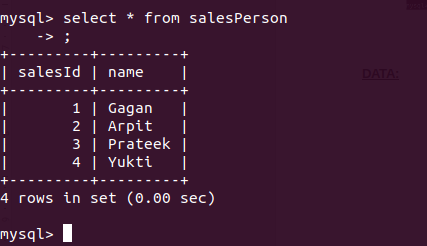 mysql> select * from salesPerson
    -> ;
+---------+---------+
| salesId | name    |
+---------+---------+
|       1 | Gagan   |
|       2 | Arpit   |
|       3 | Prateek |
|       4 | Yukti   |
+---------+---------+
4 rows in set (0.00 sec)

mysql>
DATA: